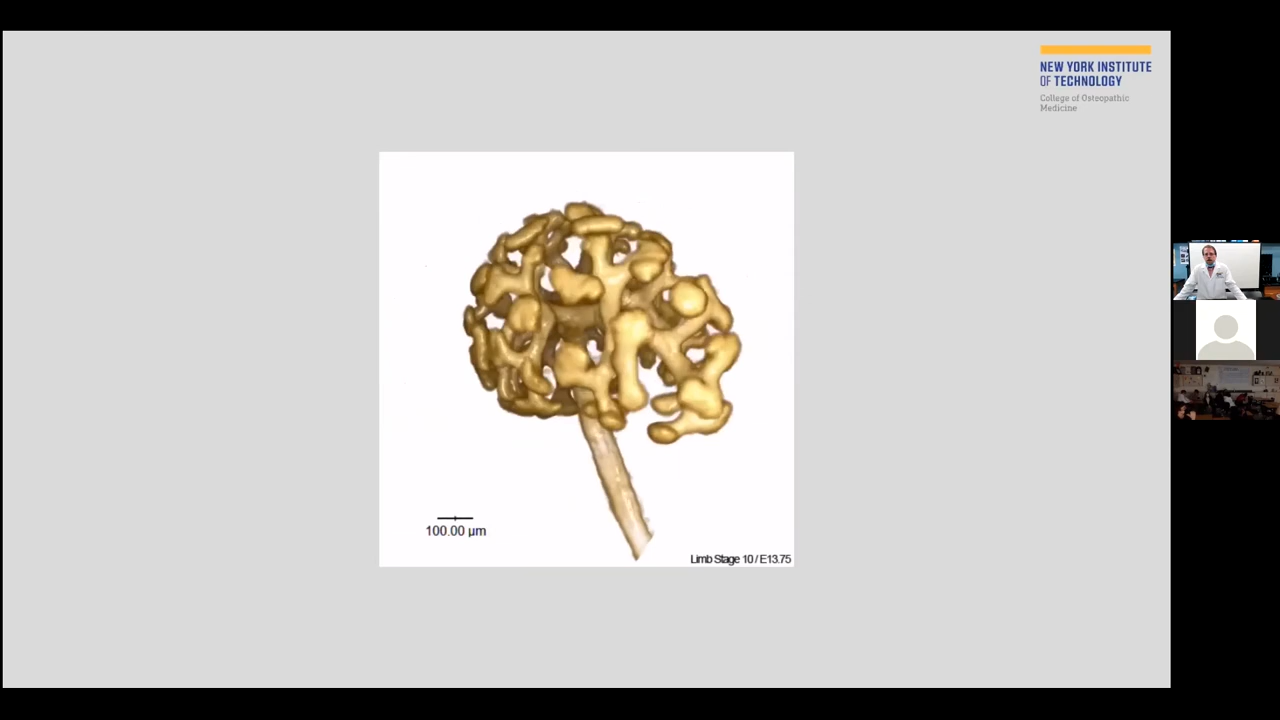 NEW YORK INSTITUTE
OF TECHNOLOGY
College of Osteopathic
Medicine
100.00 µm
Limb Stage 10 / E13.75